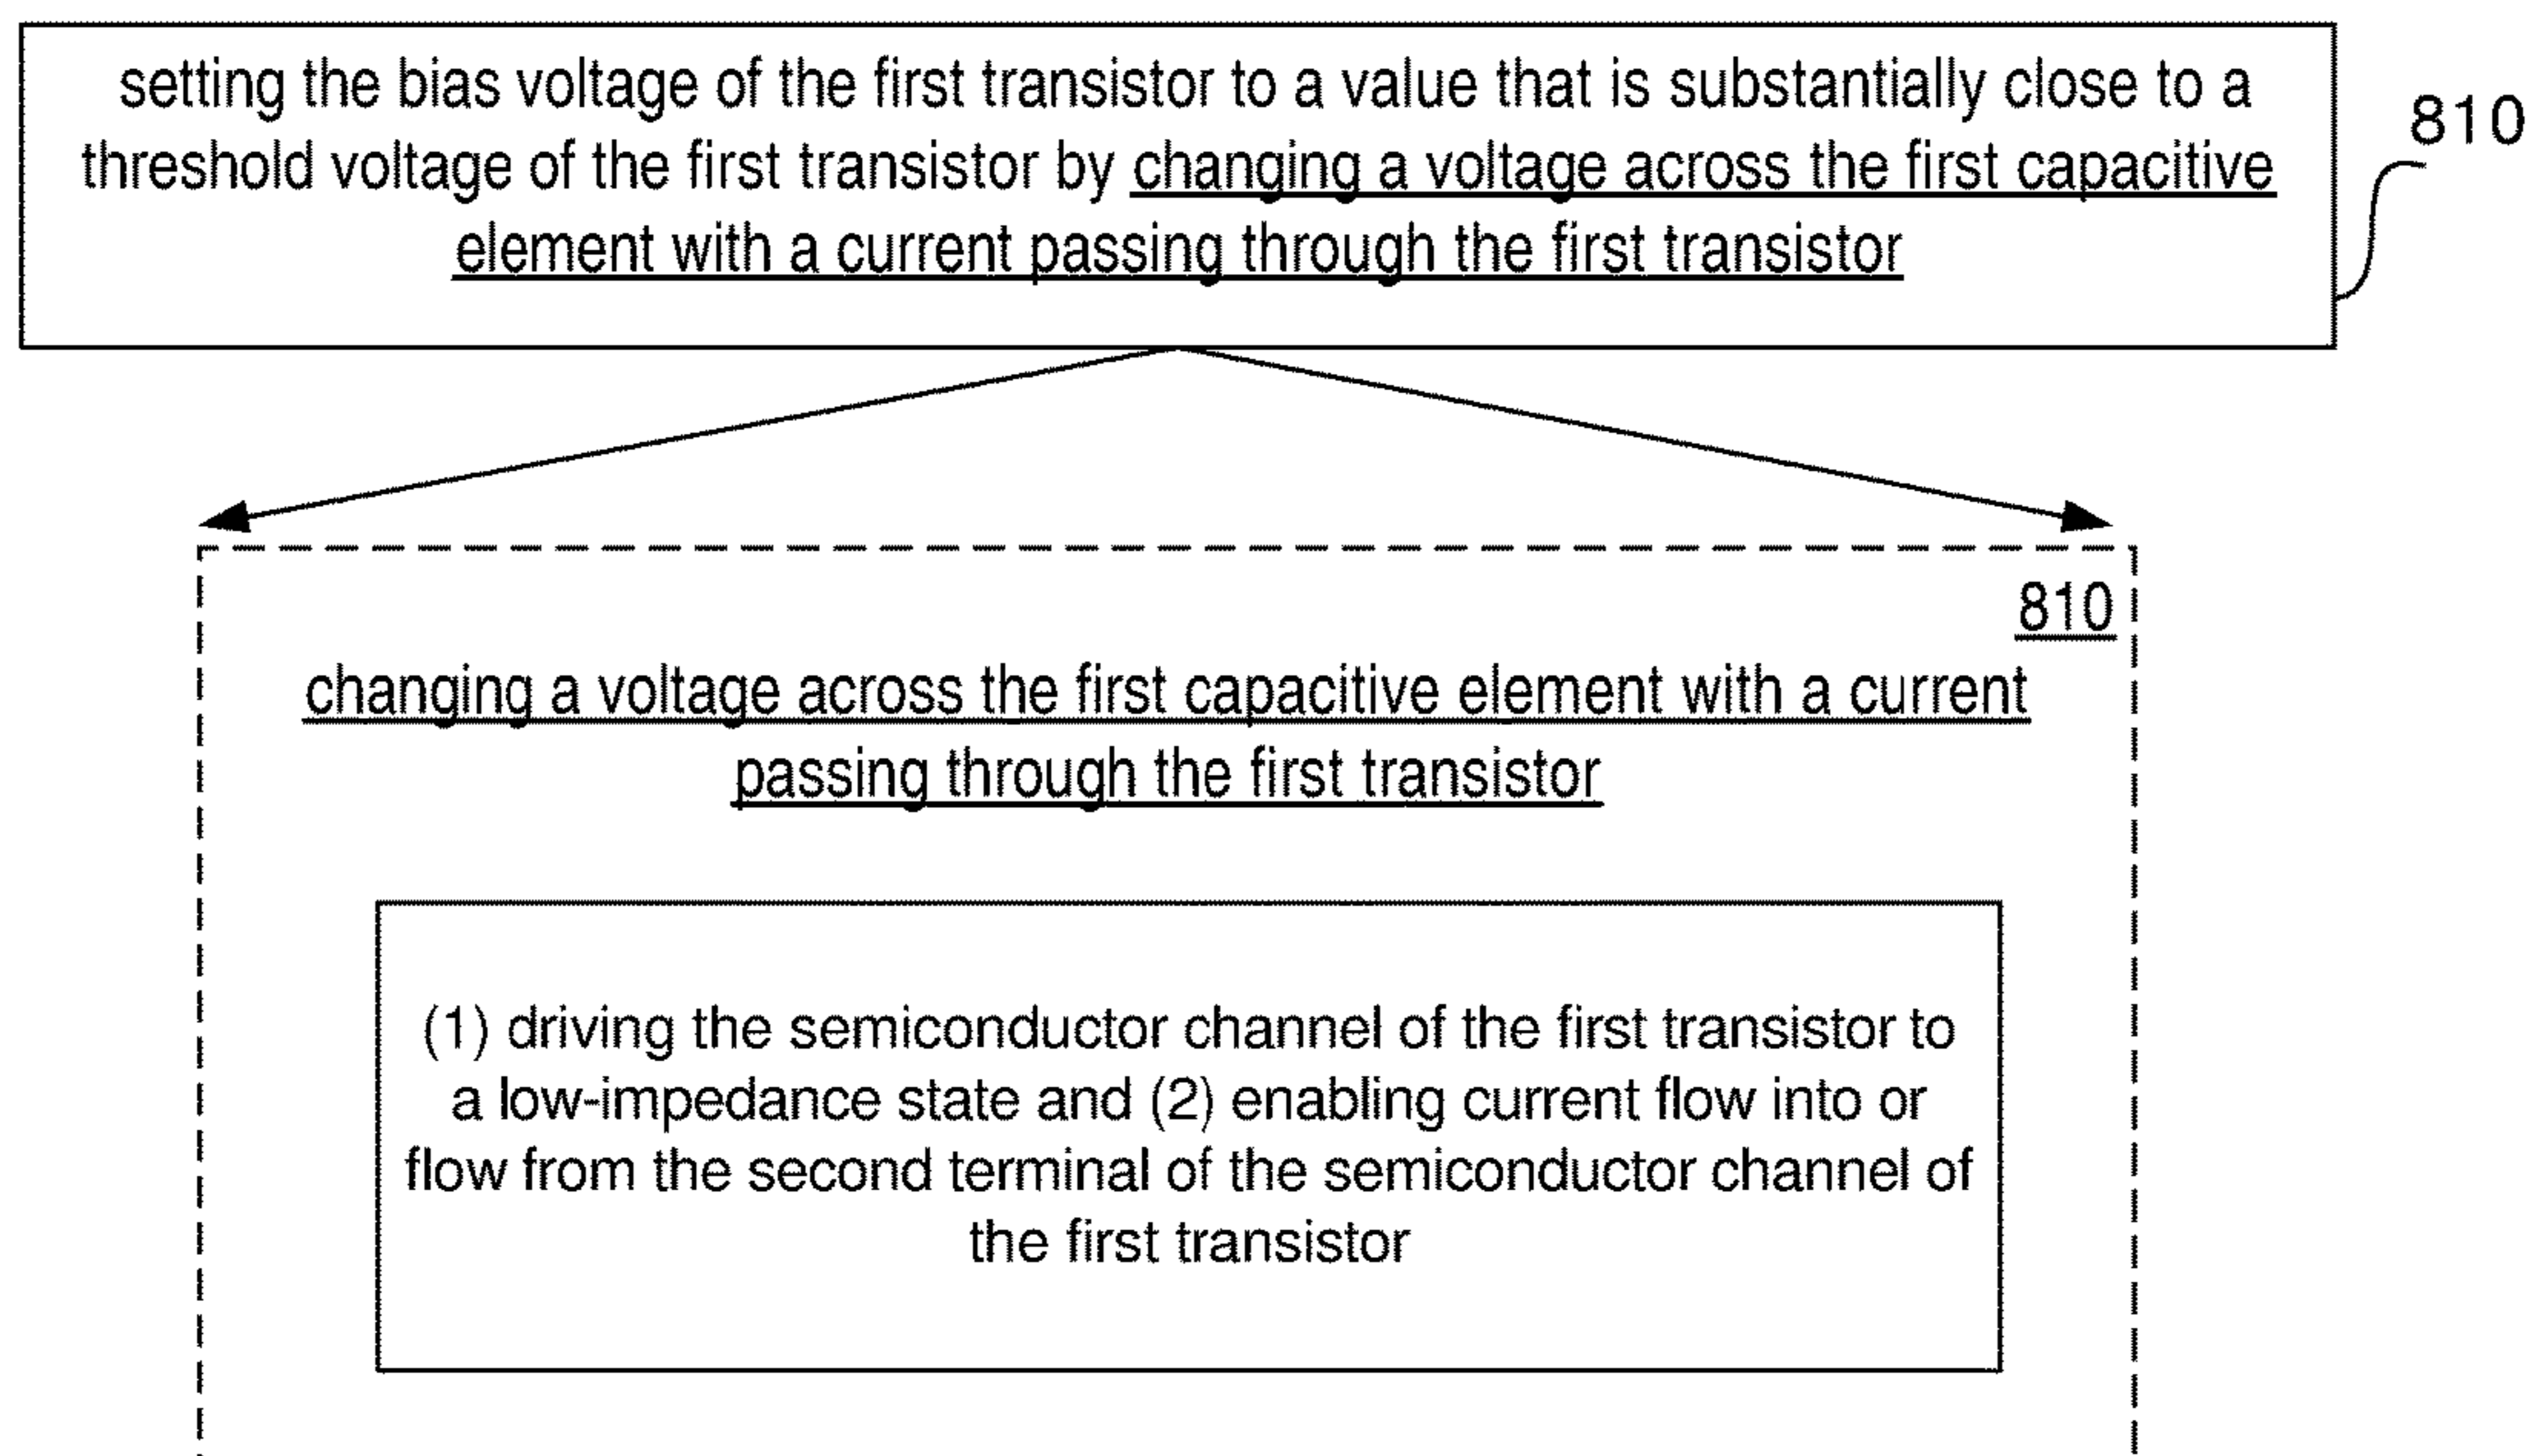 setting the bias voltage of the first transistor to a value that is substantially close to a
threshold voltage of the first transistor by changing a voltage across the first capacitive
element with a current passing through the first transistor
810
810
changing a voltage across the first capacitive element with a current
passing through the first transistor
(1) driving the semiconductor channel of the first transistor to
a low-impedance state and (2) enabling current flow into or
flow from the second terminal of the semiconductor channel of
the first transistor